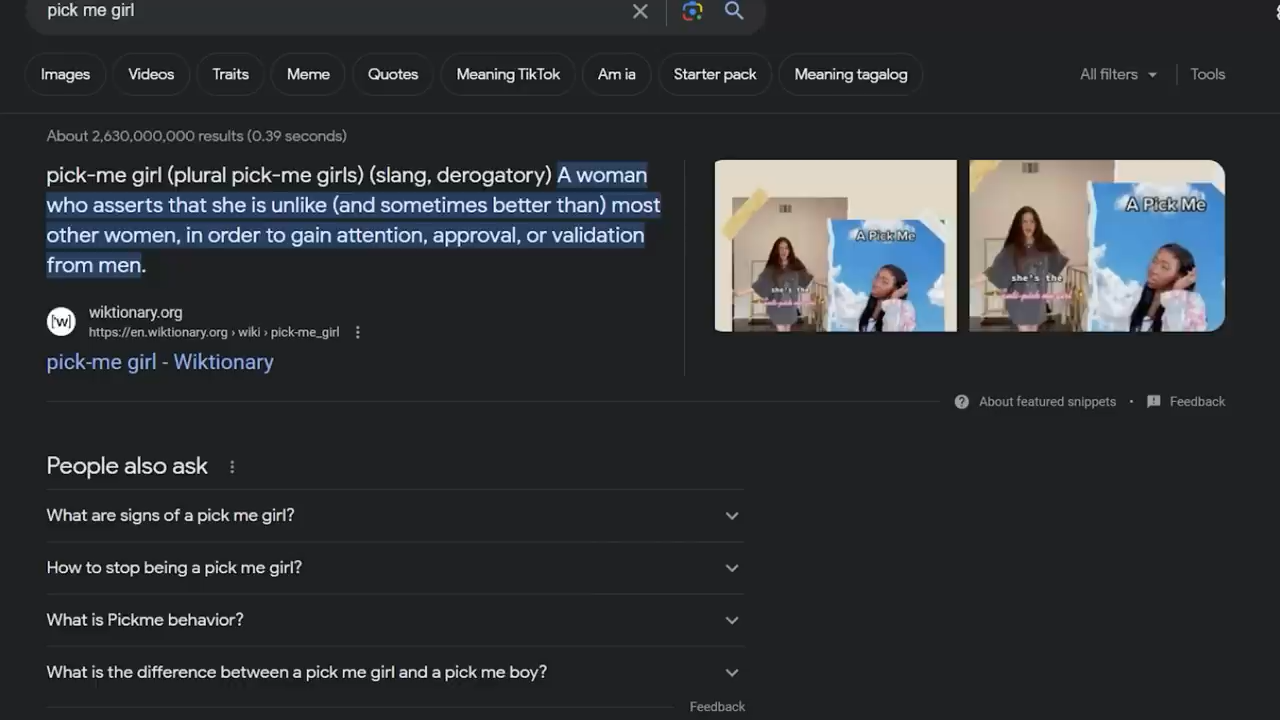 pick me girl
Images Videos Traits Meme Quotes Meaning TikTok Am ia Starter pack Meaning tagalog All filters Tools
About 2,630,000,000 results (0.39 seconds)
pick-me girl (plural pick-me girls) (slang, derogatory) A woman
who asserts that she is unlike (and sometimes better than) most
other women, in order to gain attention, approval, or validation
from men.
A Pick Me
she's the
A Pick Me
she's the
wiktionary.org
https://en.wiktionary.org › wiki › pick-me_girl
pick-me girl - Wiktionary
About featured snippets • Feedback
People also ask
What are signs of a pick me girl?
How to stop being a pick me girl?
What is Pickme behavior?
What is the difference between a pick me girl and a pick me boy?
Feedback